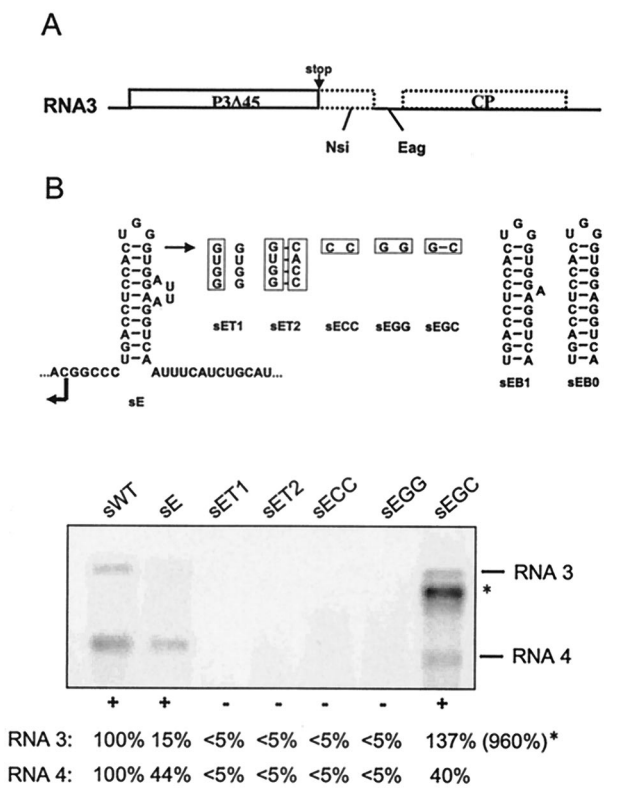 A
stop
RNA3 P3Δ45 CP
Nsi Eag
B
G
U G
C-G
A-U
C-G
C-G A U
U-A A U
C-G
C-G
A-U
G-C
U-A
...ACGGCCC AUUUCAUCUGCAU...
sE
G G
U U
G G
G G
sET1
G-C
U-A
G-C
G-C
sET2
C C
sECC
G G
sEGG
G-C
sEGC
G
U G
C-G
A-U
C-G
C-G
U-A A
C-G
C-G
A-U
G-C
U-A
sEB1
G
U G
C-G
A-U
C-G
C-G
U-A
C-G
C-G
A-U
G-C
U-A
sEB0
sWT sE sET1 sET2 sECC sEGG sEGC
RNA 3
*
RNA 4
+ + - - - - +
RNA 3: 100% 15% <5% <5% <5% <5% 137% (960%)*
RNA 4: 100% 44% <5% <5% <5% <5% 40%